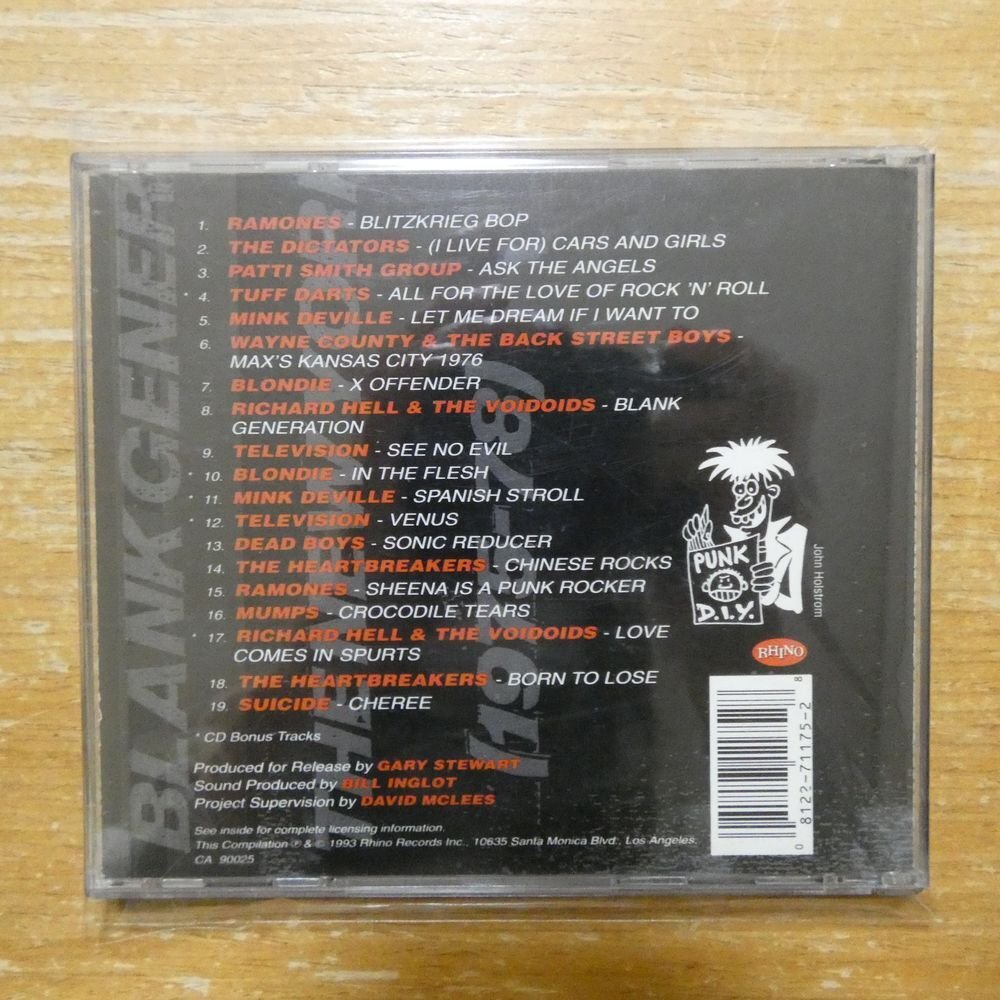 1. RAMONES - BLITZKRIEG BOP
2. THE DICTATORS - (I LIVE FOR) CARS AND GIRLS
3. PATTI SMITH GROUP - ASK THE ANGELS
* 4. TUFF DARTS - ALL FOR THE LOVE OF ROCK 'N' ROLL
5. MINK DEVILLE - LET ME DREAM IF I WANT TO
6. WAYNE COUNTY & THE BACK STREET BOYS -
MAX'S KANSAS CITY 1976
7. BLONDIE - X OFFENDER
8. RICHARD HELL & THE VOIDOIDS - BLANK
GENERATION
9. TELEVISION - SEE NO EVIL
* 10. BLONDIE - IN THE FLESH
* 11. MINK DEVILLE - SPANISH STROLL
* 12. TELEVISION - VENUS
13. DEAD BOYS - SONIC REDUCER
14. THE HEARTBREAKERS - CHINESE ROCKS
15. RAMONES - SHEENA IS A PUNK ROCKER
16. MUMPS - CROCODILE TEARS
* 17. RICHARD HELL & THE VOIDOIDS - LOVE
COMES IN SPURTS
18. THE HEARTBREAKERS - BORN TO LOSE
19. SUICIDE - CHEREE
* CD Bonus Tracks
Produced for Release by GARY STEWART
Sound Produced by BILL INGLOT
Project Supervision by DAVID MCLEES
See inside for complete licensing information.
This Compilation ℗ & © 1993 Rhino Records Inc., 10635 Santa Monica Blvd., Los Angeles,
CA 90025
BLANK GENER
THE NEW YORK
(1975-78)
PUNK
D.I.Y.
John Holstrom
RHINO
0 8122-71175-2 8